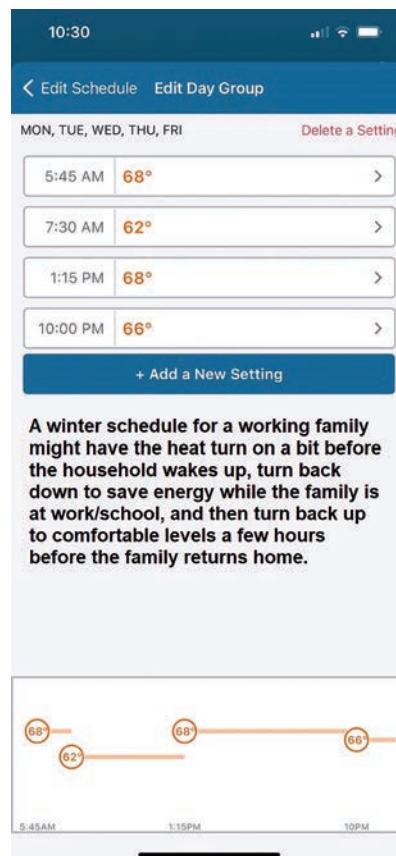 10:30
Edit Schedule Edit Day Group
MON, TUE, WED, THU, FRI Delete a Setting
5:45 AM 68°
7:30 AM 62°
1:15 PM 68°
10:00 PM 66°
+ Add a New Setting
A winter schedule for a working family
might have the heat turn on a bit before
the household wakes up, turn back
down to save energy while the family is
at work/school, and then turn back up
to comfortable levels a few hours
before the family returns home.
68° 68° 66°
62°
5:45AM 1:15PM 10PM